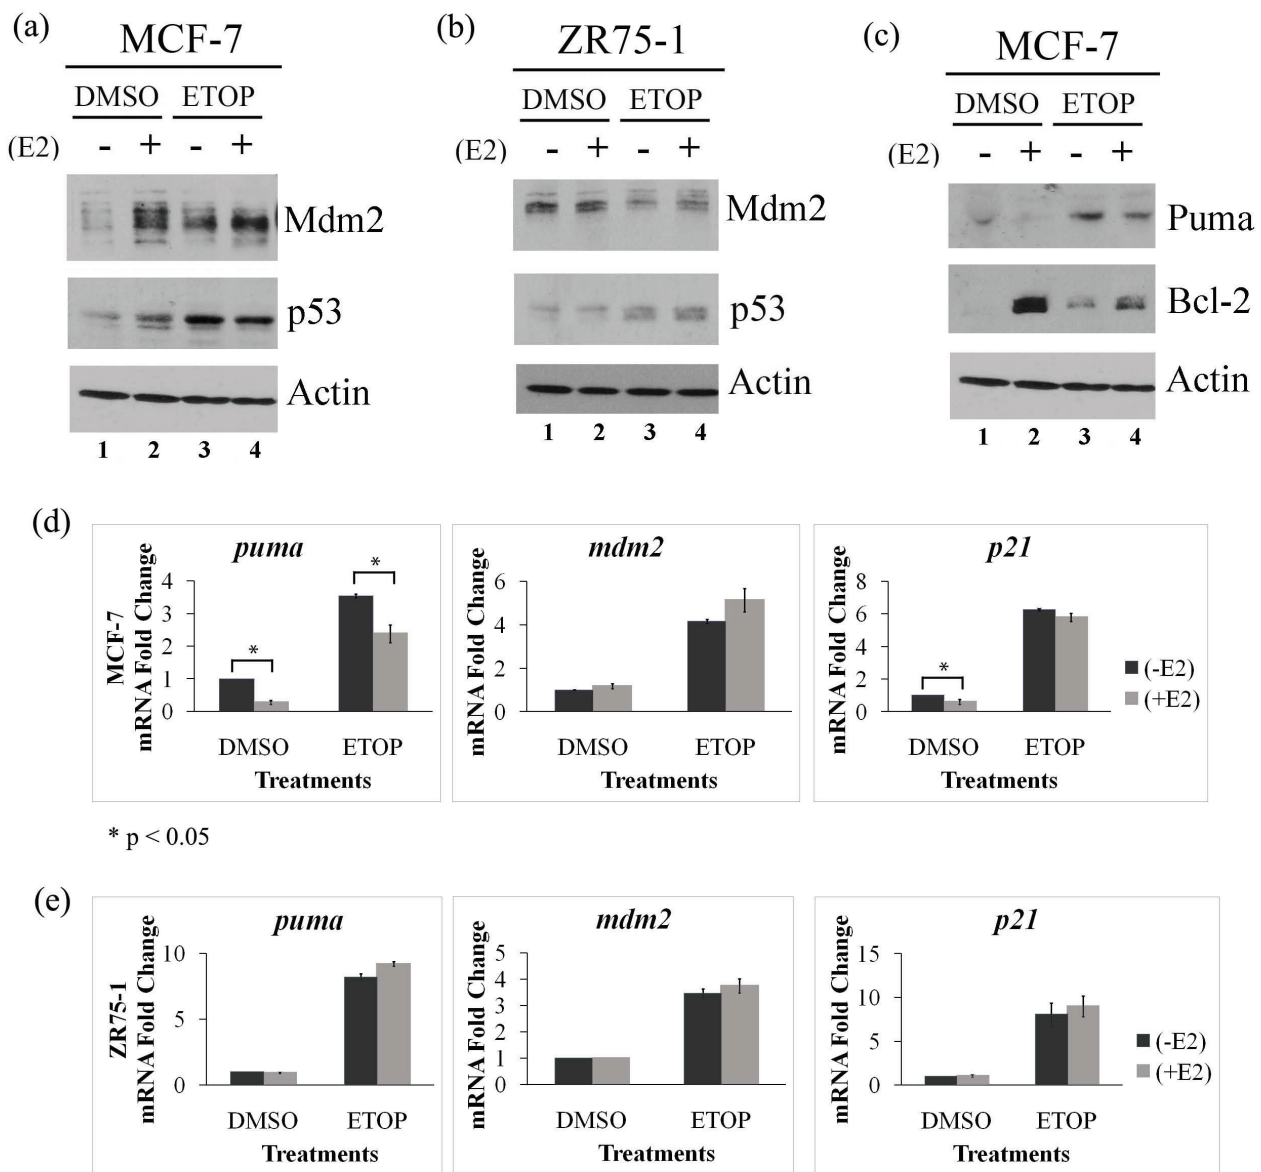 (a)
MCF-7
DMSO ETOP
(E2) - + - +
Mdm2
p53
Actin
1 2 3 4
(b)
ZR75-1
DMSO ETOP
(E2) - + - +
Mdm2
p53
Actin
1 2 3 4
(c)
MCF-7
DMSO ETOP
(E2) - + - +
Puma
Bcl-2
Actin
1 2 3 4
(d)
MCF-7
mRNA Fold Change
puma
4
3
2
1
0
*
*
DMSO ETOP
Treatments
mRNA Fold Change
mdm2
6
4
2
0
DMSO ETOP
Treatments
mRNA Fold Change
p21
8
6
4
2
0
*
DMSO ETOP
Treatments
(-E2)
(+E2)
* p < 0.05
(e)
ZR75-1
mRNA Fold Change
puma
10
5
0
DMSO ETOP
Treatments
mRNA Fold Change
mdm2
5
4
3
2
1
0
DMSO ETOP
Treatments
mRNA Fold Change
p21
15
10
5
0
DMSO ETOP
Treatments
(-E2)
(+E2)